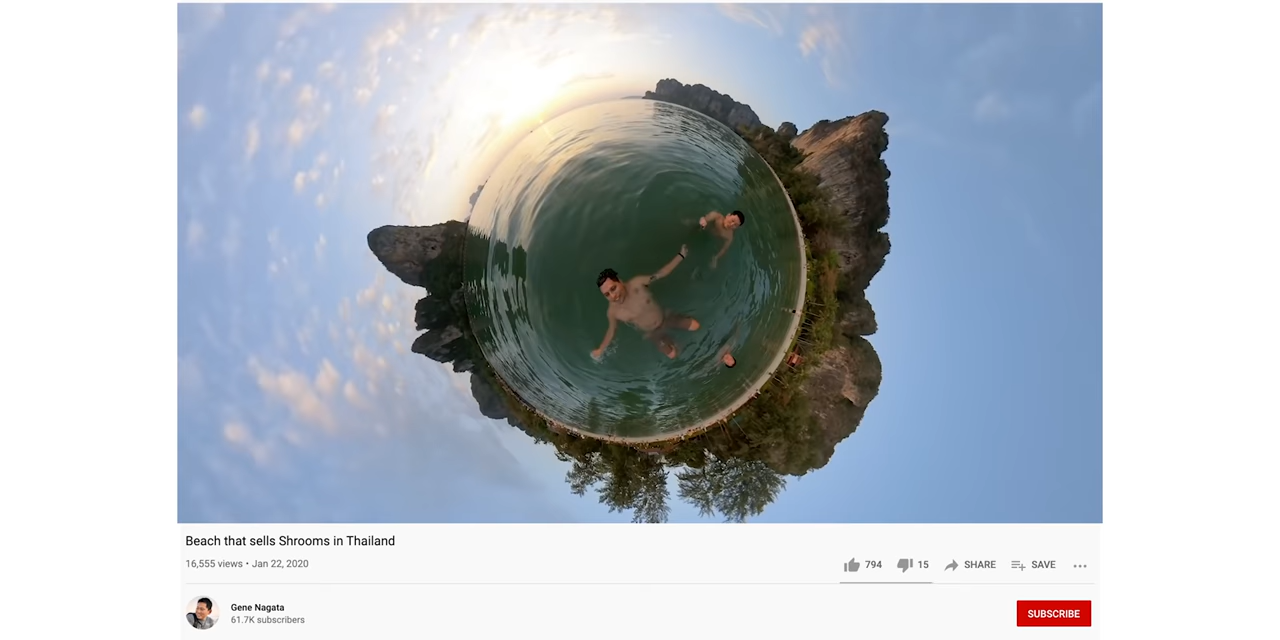 Beach that sells Shrooms in Thailand
16,555 views • Jan 22, 2020
794 15 SHARE SAVE
Gene Nagata
61.7K subscribers
SUBSCRIBE